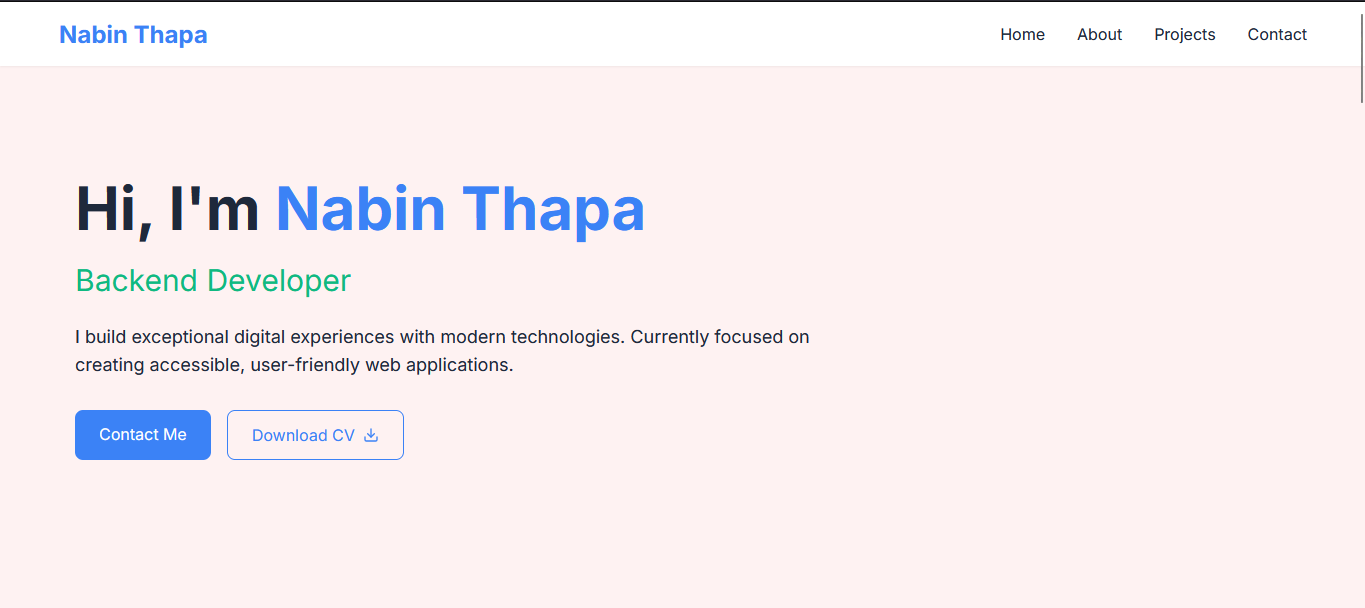 Nabin Thapa
Home About Projects Contact
Hi, I'm Nabin Thapa
Backend Developer
I build exceptional digital experiences with modern technologies. Currently focused on
creating accessible, user-friendly web applications.
Contact Me
Download CV